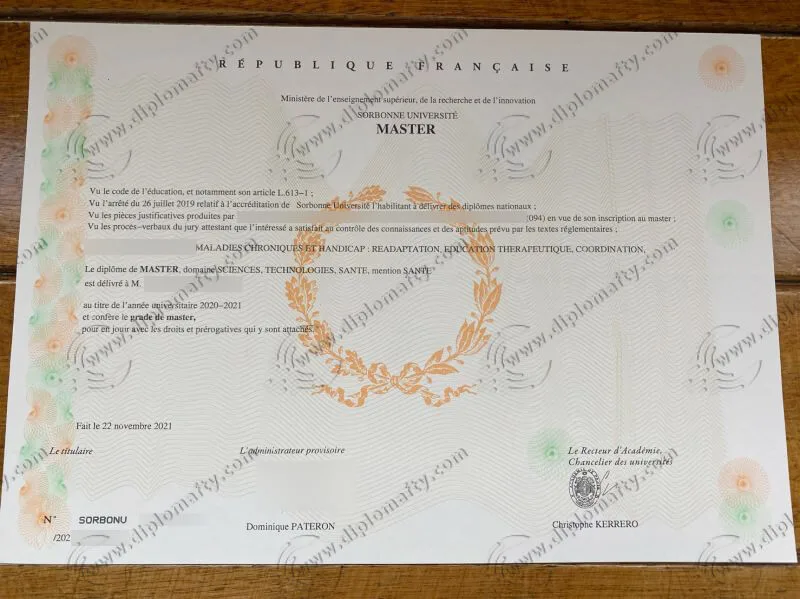 RÉPUBLIQUE FRANÇAISE
Ministère de l'enseignement supérieur, de la recherche et de l'innovation
SORBONNE UNIVERSITÉ
MASTER
Vu le code de l'éducation, et notamment son article L.613-1 ;
Vu l'arrêté du 26 juillet 2019 relatif à l'accréditation de Sorbonne Université l'habilitant à délivrer des diplômes nationaux ;
Vu les pièces justificatives produites par (094) en vue de son inscription au master ;
Vu les procès-verbaux du jury attestant que l'intéressé a satisfait au contrôle des connaissances et des aptitudes prévu par les textes réglementaires ;
MALADIES CHRONIQUES ET HANDICAP : READAPTATION, EDUCATION THERAPEUTIQUE, COORDINATION,
Le diplôme de MASTER, domaine SCIENCES, TECHNOLOGIES, SANTE, mention SANTE
est délivré à M.
au titre de l'année universitaire 2020-2021
et confère le grade de master,
pour en jouir avec les droits et prérogatives qui y sont attachés.
Fait le 22 novembre 2021
Le titulaire
L'administrateur provisoire
Le Recteur d'Académie,
Chancelier des universités
N° SORBONU
/202
Dominique PATERON
Christophe KERRERO
www.diplomafty.com